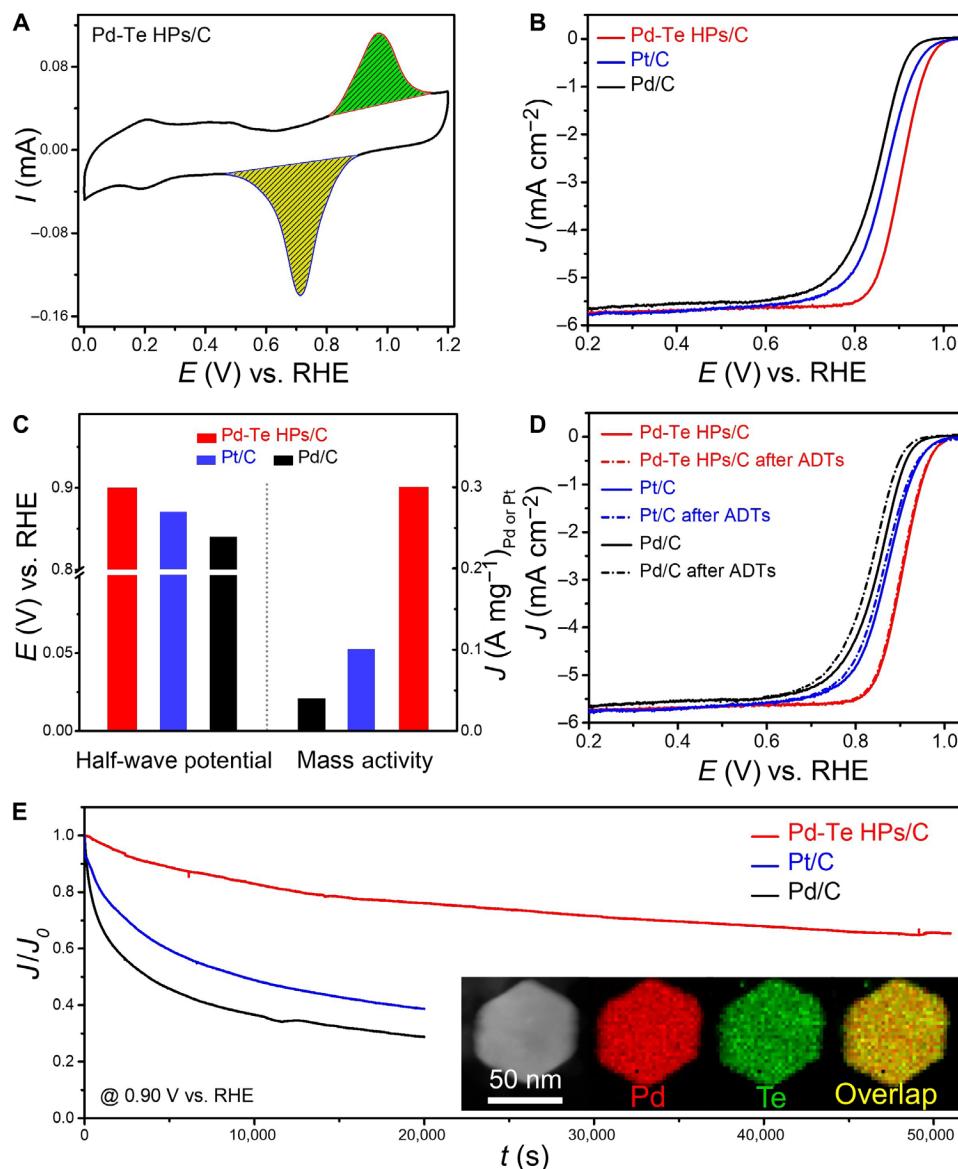 A
Pd-Te HPs/C
0.08
0.00
−0.08
−0.16
I (mA)
0.0 0.2 0.4 0.6 0.8 1.0 1.2
E (V) vs. RHE
B
Pd-Te HPs/C
Pt/C
Pd/C
0
−1
−2
−3
−4
−5
−6
J (mA cm⁻²)
0.2 0.4 0.6 0.8 1.0
E (V) vs. RHE
C
Pd-Te HPs/C
Pt/C Pd/C
0.9
0.8
0.05
0.00
E (V) vs. RHE
0.3
0.2
0.1
0.0
J (A mg⁻¹)Pd or Pt
Half-wave potential Mass activity
D
Pd-Te HPs/C
Pd-Te HPs/C after ADTs
Pt/C
Pt/C after ADTs
Pd/C
Pd/C after ADTs
0
−1
−2
−3
−4
−5
−6
J (mA cm⁻²)
0.2 0.4 0.6 0.8 1.0
E (V) vs. RHE
E
Pd-Te HPs/C
Pt/C
Pd/C
1.0
0.8
0.6
0.4
0.2
0.0
J/J₀
@ 0.90 V vs. RHE
50 nm
Pd
Te
Overlap
0 10,000 20,000 30,000 40,000 50,000
t (s)